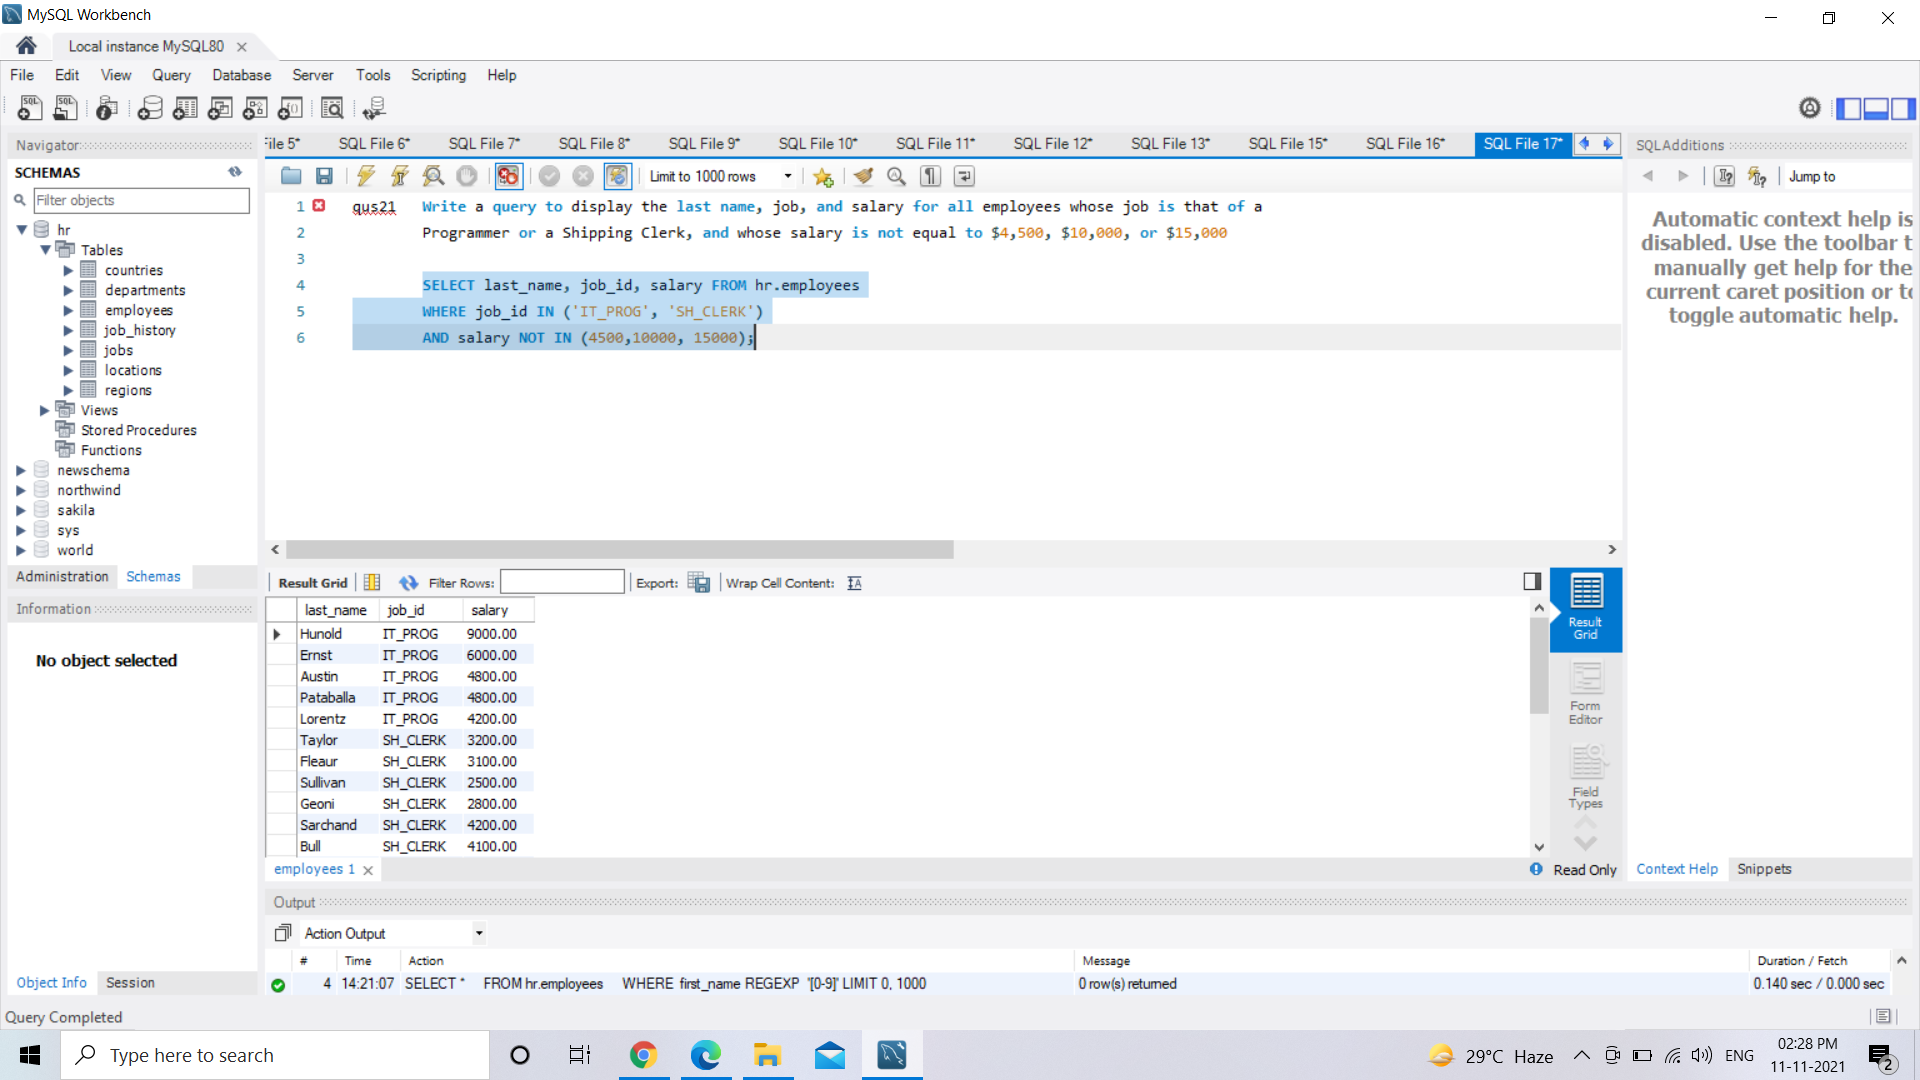 MySQL Workbench
Local instance MySQL80
File Edit View Query Database Server Tools Scripting Help
Navigator
SCHEMAS
Filter objects
hr
Tables
countries
departments
employees
job_history
jobs
locations
regions
Views
Stored Procedures
Functions
newschema
northwind
sakila
sys
world
Administration Schemas
Information
No object selected
Object Info Session
Query Completed
File 5* SQL File 6* SQL File 7* SQL File 8* SQL File 9* SQL File 10* SQL File 11* SQL File 12* SQL File 13* SQL File 15* SQL File 16* SQL File 17*
Limit to 1000 rows
1 qus21 Write a query to display the last name, job, and salary for all employees whose job is that of a
2 Programmer or a Shipping Clerk, and whose salary is not equal to $4,500, $10,000, or $15,000
3
4 SELECT last_name, job_id, salary FROM hr.employees
5 WHERE job_id IN ('IT_PROG', 'SH_CLERK')
6 AND salary NOT IN (4500,10000, 15000);
Result Grid Filter Rows: Export: Wrap Cell Content:
last_name job_id salary
Hunold IT_PROG 9000.00
Ernst IT_PROG 6000.00
Austin IT_PROG 4800.00
Pataballa IT_PROG 4800.00
Lorentz IT_PROG 4200.00
Taylor SH_CLERK 3200.00
Fleaur SH_CLERK 3100.00
Sullivan SH_CLERK 2500.00
Geoni SH_CLERK 2800.00
Sarchand SH_CLERK 4200.00
Bull SH_CLERK 4100.00
Result
Grid
Form
Editor
Field
Types
employees 1
Read Only
SQLAdditions
Jump to
Automatic context help is
disabled. Use the toolbar t
manually get help for the
current caret position or to
toggle automatic help.
Context Help Snippets
Output
Action Output
# Time Action Message Duration / Fetch
4 14:21:07 SELECT * FROM hr.employees WHERE first_name REGEXP '[0-9]' LIMIT 0, 1000 0 row(s) returned 0.140 sec / 0.000 sec
Type here to search
29°C Haze
ENG
02:28 PM
11-11-2021
2